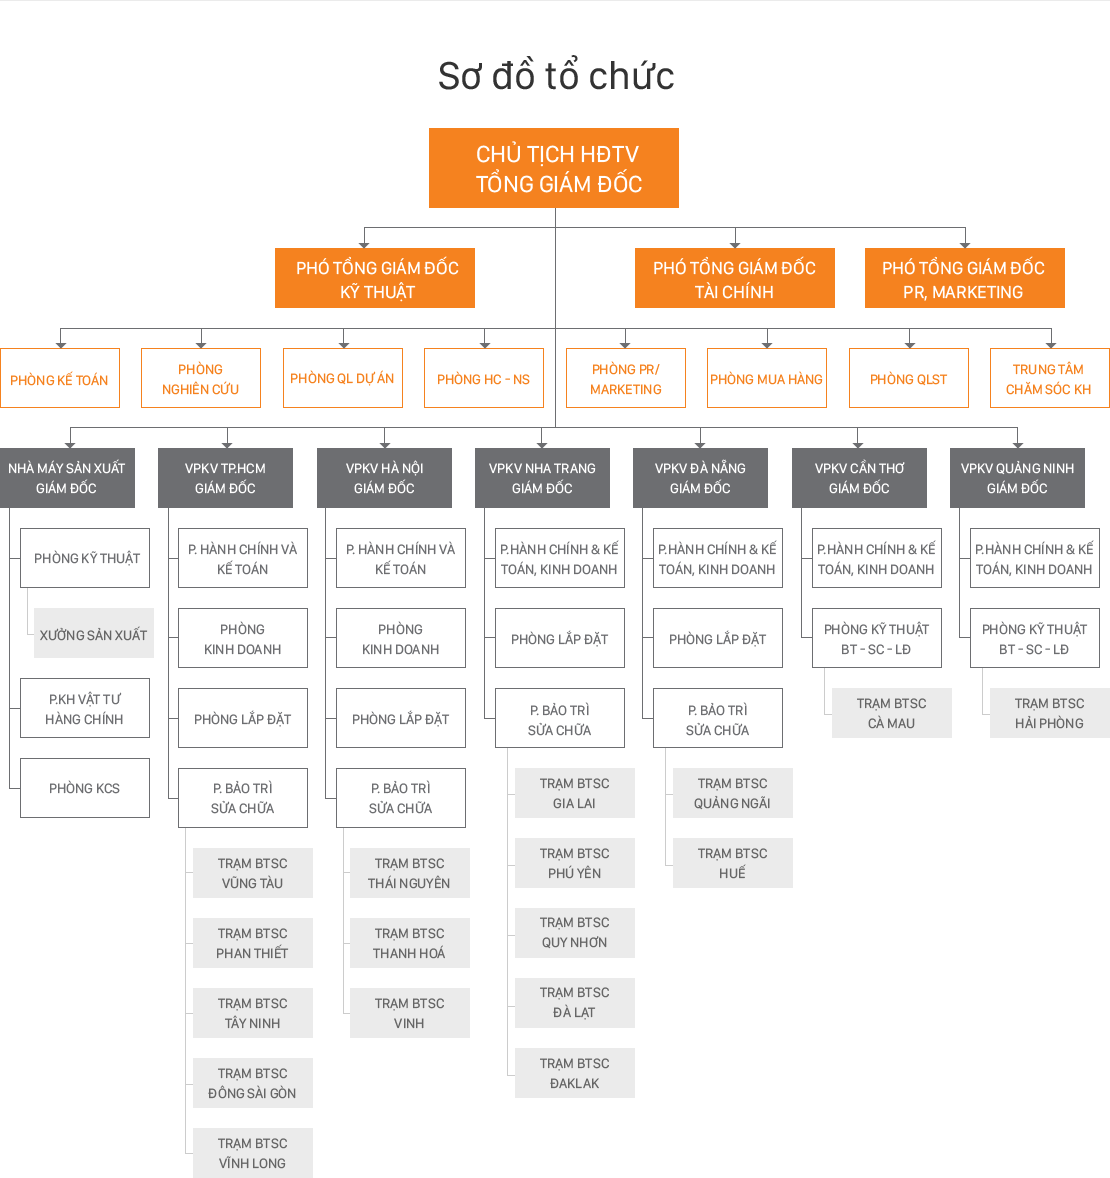 Sơ đồ tổ chức
CHỦ TỊCH HĐTV
TỔNG GIÁM ĐỐC
PHÓ TỔNG GIÁM ĐỐC
KỸ THUẬT
PHÓ TỔNG GIÁM ĐỐC
TÀI CHÍNH
PHÓ TỔNG GIÁM ĐỐC
PR, MARKETING
PHÒNG KẾ TOÁN
PHÒNG
NGHIÊN CỨU
PHÒNG QL DỰ ÁN
PHÒNG HC - NS
PHÒNG PR/
MARKETING
PHÒNG MUA HÀNG
PHÒNG QLST
TRUNG TÂM
CHĂM SÓC KH
NHÀ MÁY SẢN XUẤT
GIÁM ĐỐC
PHÒNG KỸ THUẬT
XƯỞNG SẢN XUẤT
P.KH VẬT TƯ
HÀNG CHÍNH
PHÒNG KCS
VPKV TP.HCM
GIÁM ĐỐC
P. HÀNH CHÍNH VÀ
KẾ TOÁN
PHÒNG
KINH DOANH
PHÒNG LẮP ĐẶT
P. BẢO TRÌ
SỬA CHỮA
TRẠM BTSC
VŨNG TÀU
TRẠM BTSC
PHAN THIẾT
TRẠM BTSC
TÂY NINH
TRẠM BTSC
ĐÔNG SÀI GÒN
TRẠM BTSC
VĨNH LONG
VPKV HÀ NỘI
GIÁM ĐỐC
P. HÀNH CHÍNH VÀ
KẾ TOÁN
PHÒNG
KINH DOANH
PHÒNG LẮP ĐẶT
P. BẢO TRÌ
SỬA CHỮA
TRẠM BTSC
THÁI NGUYÊN
TRẠM BTSC
THANH HOÁ
TRẠM BTSC
VINH
VPKV NHA TRANG
GIÁM ĐỐC
P.HÀNH CHÍNH & KẾ
TOÁN, KINH DOANH
PHÒNG LẮP ĐẶT
P. BẢO TRÌ
SỬA CHỮA
TRẠM BTSC
GIA LAI
TRẠM BTSC
PHÚ YÊN
TRẠM BTSC
QUY NHƠN
TRẠM BTSC
ĐÀ LẠT
TRẠM BTSC
ĐAKLAK
VPKV ĐÀ NẴNG
GIÁM ĐỐC
P.HÀNH CHÍNH & KẾ
TOÁN, KINH DOANH
PHÒNG LẮP ĐẶT
P. BẢO TRÌ
SỬA CHỮA
TRẠM BTSC
QUẢNG NGÃI
TRẠM BTSC
HUẾ
VPKV CẦN THƠ
GIÁM ĐỐC
P.HÀNH CHÍNH & KẾ
TOÁN, KINH DOANH
PHÒNG KỸ THUẬT
BT - SC - LĐ
TRẠM BTSC
CÀ MAU
VPKV QUẢNG NINH
GIÁM ĐỐC
P.HÀNH CHÍNH & KẾ
TOÁN, KINH DOANH
PHÒNG KỸ THUẬT
BT - SC - LĐ
TRẠM BTSC
HẢI PHÒNG